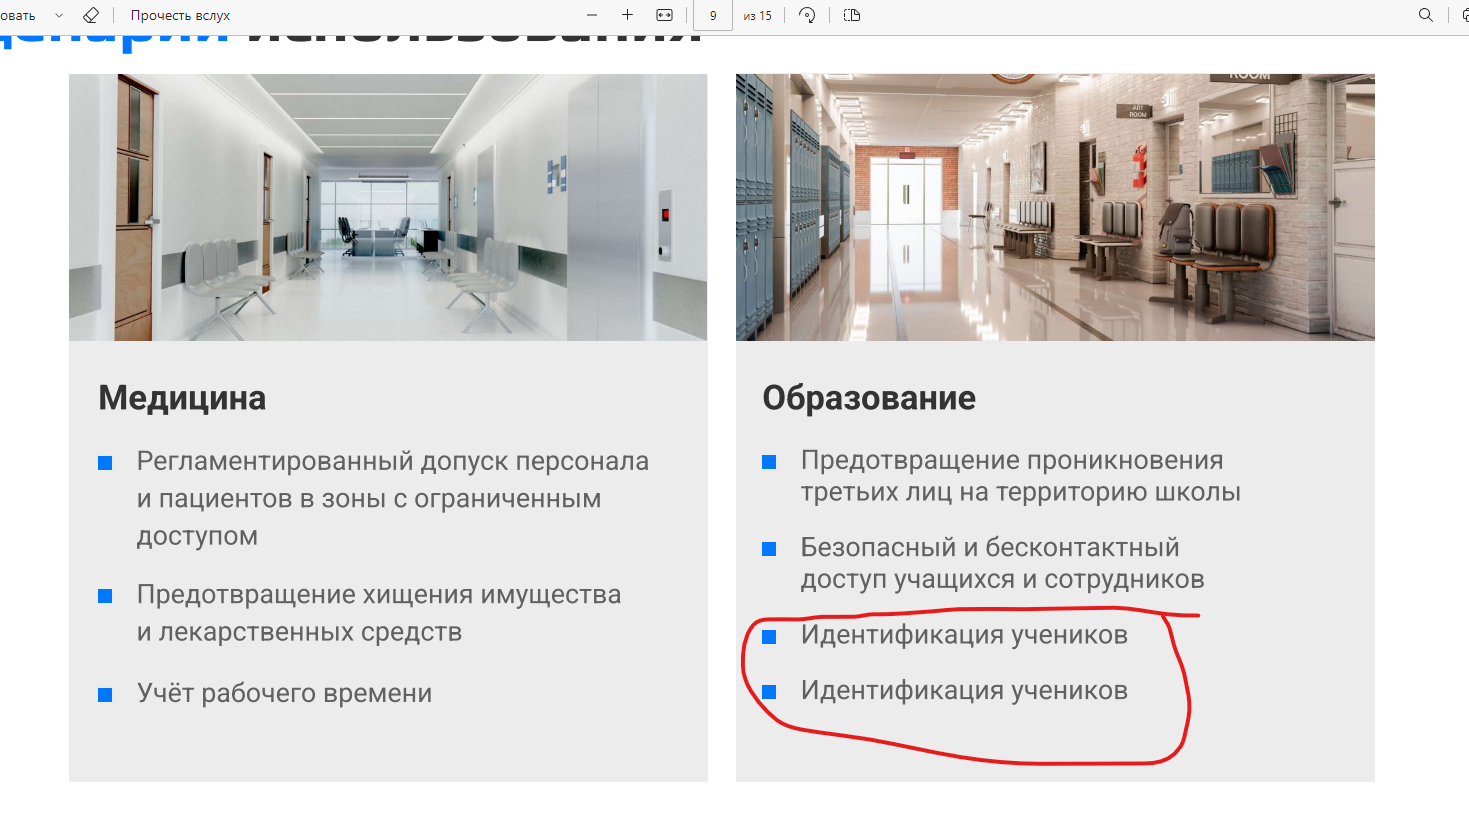 овать
Прочесть вслух
9
из 15
ценарии использования
ROOM
ART
ROOM
Медицина
Регламентированный допуск персонала
и пациентов в зоны с ограниченным
доступом
Предотвращение хищения имущества
и лекарственных средств
Учёт рабочего времени
Образование
Предотвращение проникновения
третьих лиц на территорию школы
Безопасный и бесконтактный
доступ учащихся и сотрудников
Идентификация учеников
Идентификация учеников